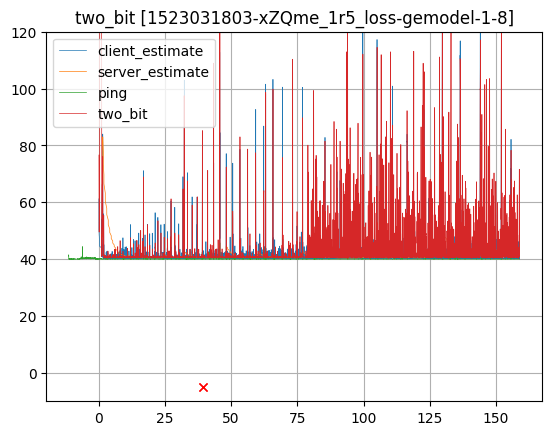 two_bit [1523031803-xZQme_1r5_loss-gemodel-1-8]
client_estimate
server_estimate
ping
two_bit
120
100
80
60
40
20
0
0
25
50
75
100
125
150